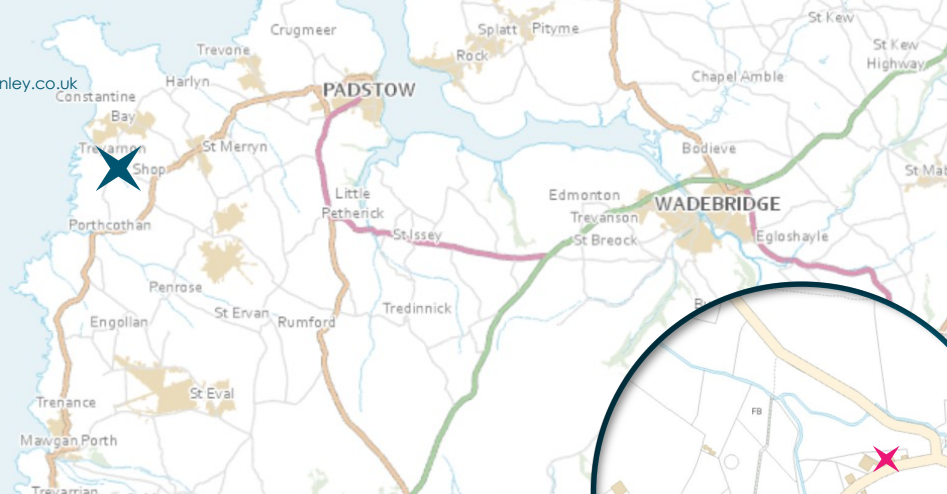 St Kew
Crugmeer
Splatt
Pityme
Trevone
Rock
St Kew
Highway
Chapel Amble
nley.co.uk
Harlyn
PADSTOW
Constantine
Bay
Bodieve
Trevarnon
St Merryn
Shop
St Mab
Little
Petherick
Edmonton
WADEBRIDGE
Trevanson
Porthcothan
St Issey
St Breock
Egloshayle
Penrose
St Ervan
Rumford
Tredinnick
Engollan
St Eval
Trenance
FB
Mawgan Porth
Trevarrian